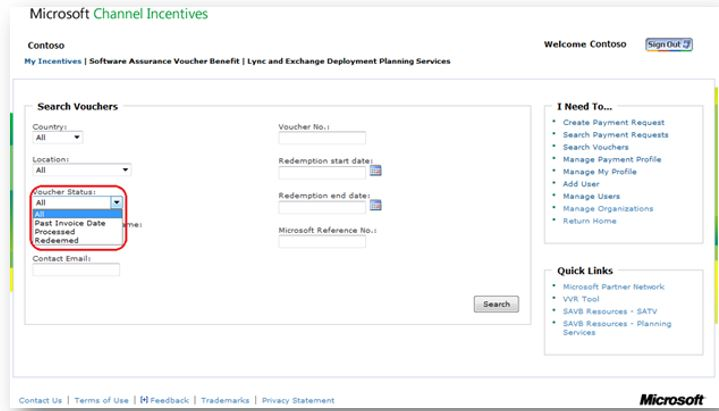 Microsoft Channel Incentives
Contoso
Welcome Contoso
Sign Out
My Incentives | Software Assurance Voucher Benefit | Lync and Exchange Deployment Planning Services
Search Vouchers
Country:
All
Location:
All
Voucher Status:
All
All
Past Invoice Date
Processed
Redeemed
me:
Contact Email:
Voucher No.:
Redemption start date:
Redemption end date:
Microsoft Reference No.:
Search
I Need To...
Create Payment Request
Search Payment Requests
Search Vouchers
Manage Payment Profile
Manage My Profile
Add User
Manage Users
Manage Organizations
Return Home
Quick Links
Microsoft Partner Network
VVR Tool
SAVB Resources - SATV
SAVB Resources - Planning
Services
Contact Us | Terms of Use | [+] Feedback | Trademarks | Privacy Statement
Microsoft